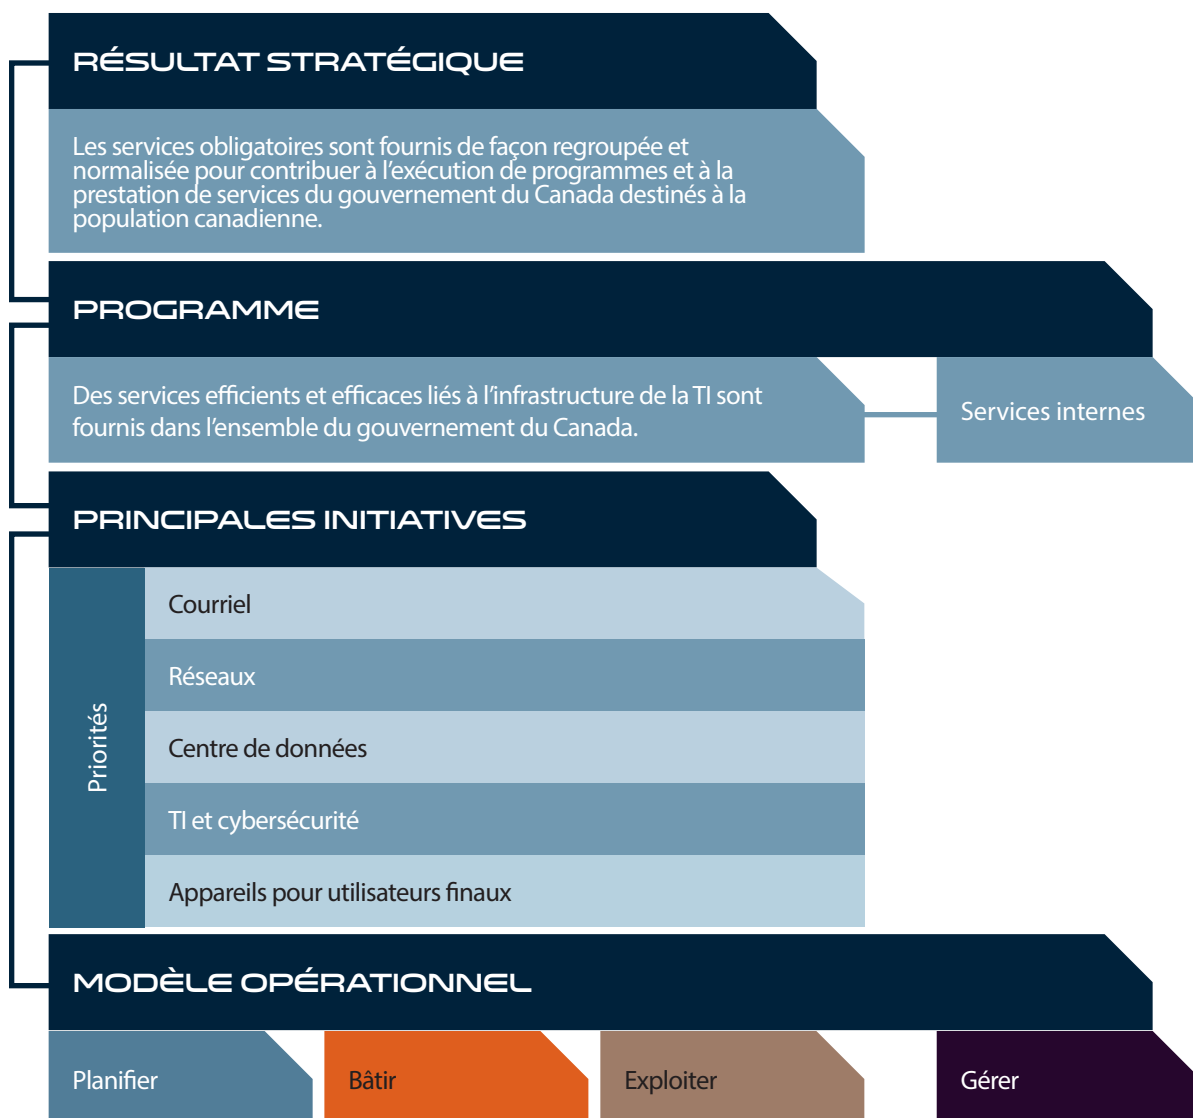 RÉSULTAT STRATÉGIQUE
Les services obligatoires sont fournis de façon regroupée et
normalisée pour contribuer à l’exécution de programmes et à la
prestation de services du gouvernement du Canada destinés à la
population canadienne.
PROGRAMME
Des services efficients et efficaces liés à l’infrastructure de la TI sont
fournis dans l’ensemble du gouvernement du Canada.
Services internes
PRINCIPALES INITIATIVES
Priorités
Courriel
Réseaux
Centre de données
TI et cybersécurité
Appareils pour utilisateurs finaux
MODÈLE OPÉRATIONNEL
Planifier
Bâtir
Exploiter
Gérer